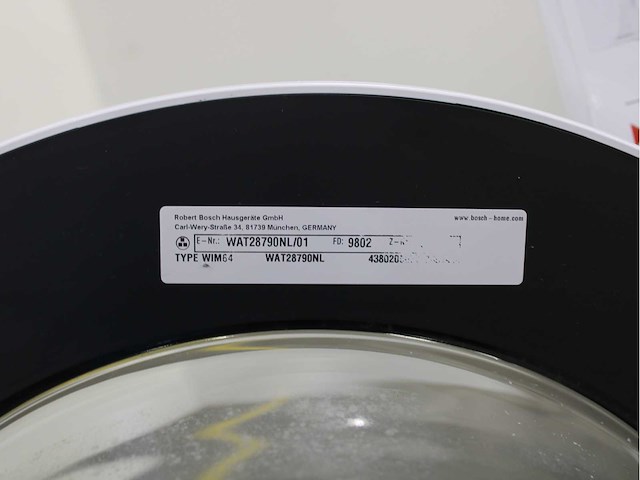 Robert Bosch Hausgeräte GmbH
www.bosch-home.com
Carl-Wery-Straße 34, 81739 München, GERMANY
E-Nr.: WAT28790NL/01 FD: 9802
TYPE WIM64 WAT28790NL